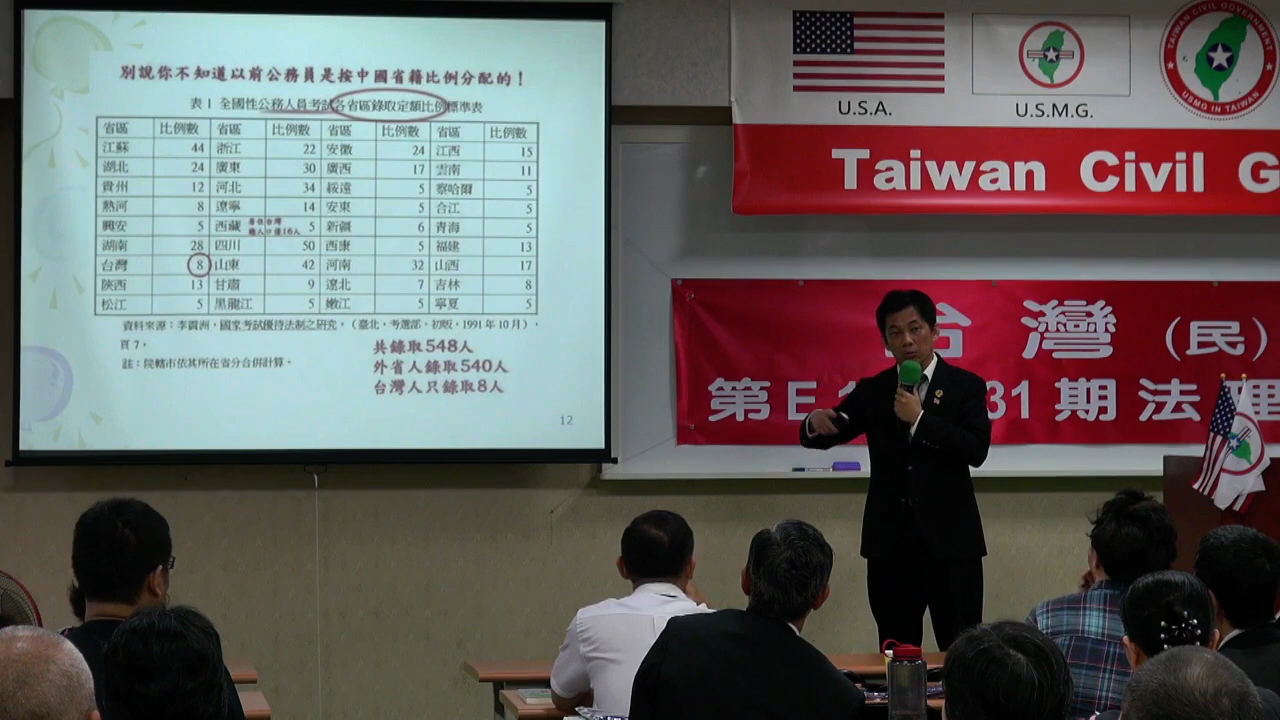 別說你不知道以前公務員是按中國省籍比例分配的！
表1 全國性公務人員考試各省區錄取定額比例標準表
省區 比例數 省區 比例數 省區 比例數 省區 比例數
江蘇 44 浙江 22 安徽 24 江西 15
湖北 24 廣東 30 廣西 17 雲南 11
貴州 12 河北 34 綏遠 5 察哈爾 5
熱河 8 遼寧 14 安東 5 合江 5
興安 5 西藏 5 新疆 6 青海 5
湖南 28 四川 50 西康 5 福建 13
台灣 8 山東 42 河南 32 山西 17
陝西 13 甘肅 9 遼北 7 吉林 8
松江 5 黑龍江 5 嫩江 5 寧夏 5
資料來源：李震洲，國家考試優待法制之研究，（臺北，考選部，初版，1991年10月），
頁7。
註：院轄市依其所在省分合併計算。
共錄取548人
外省人錄取540人
台灣人只錄取8人
12
U.S.A.
U.S.M.G.
TAIWAN CIVIL GOVERNMENT
USMG IN TAIWAN
Taiwan Civil G
台灣（民）
第E 31期法理